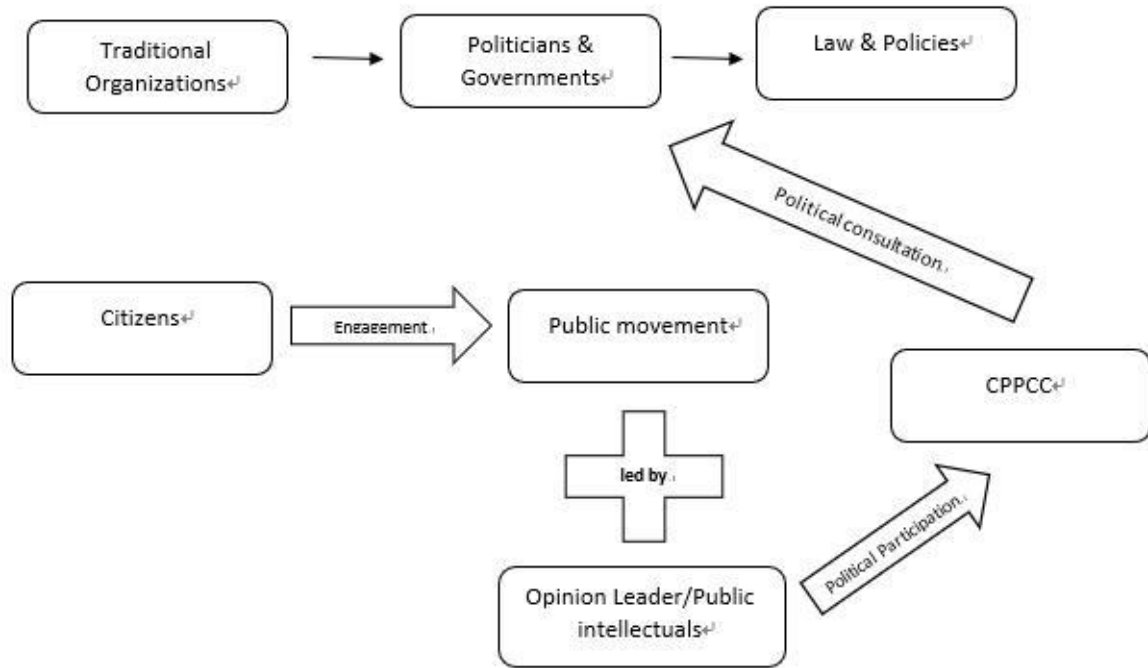 Traditional
Organizations↵
Politicians &
Governments↵
Law & Policies↵
Political consultation↓
Citizens↵
Engagement↓
Public movement↵
CPPCC↵
led by↓
Political Participation↓
Opinion Leader/Public
intellectuals↵